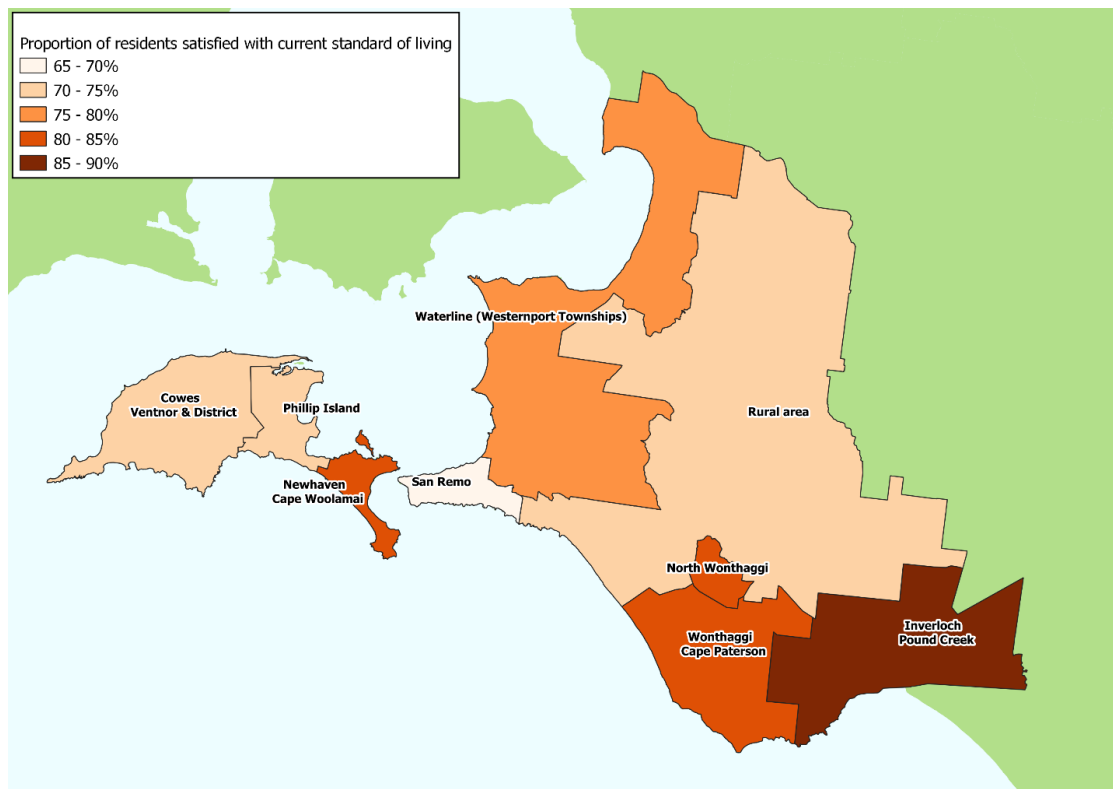 Proportion of residents satisfied with current standard of living
65 - 70%
70 - 75%
75 - 80%
80 - 85%
85 - 90%
Waterline (Westernport Townships)
Cowes
Ventnor & District
Phillip Island
Rural area
Newhaven
Cape Woolamai
San Remo
North Wonthaggi
Wonthaggi
Cape Paterson
Inverloch
Pound Creek